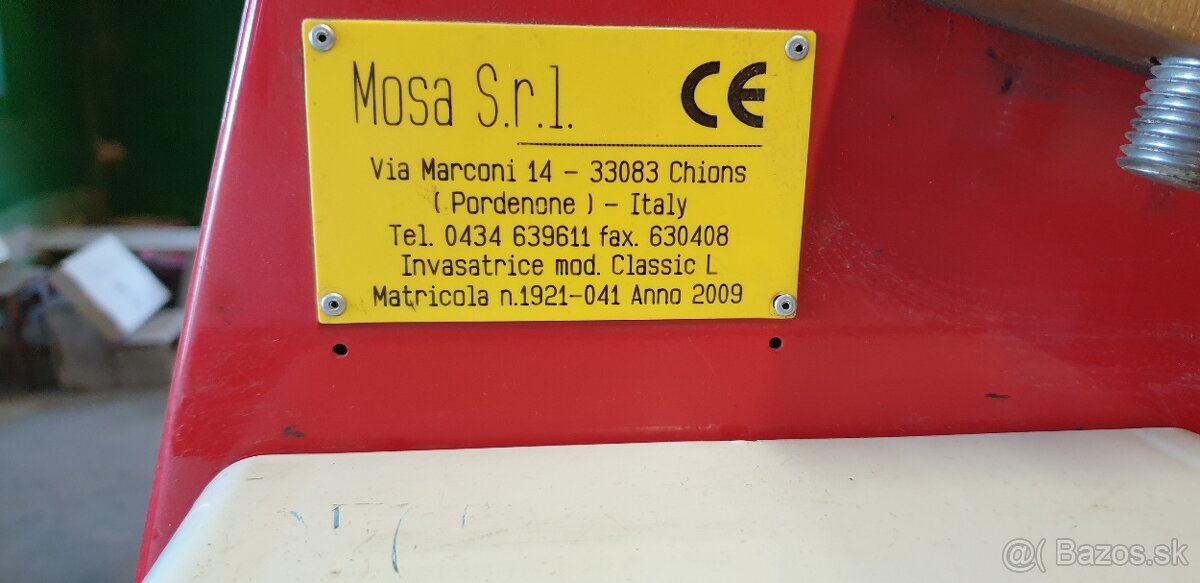 Mosa S.r.l. CE
Via Marconi 14 - 33083 Chions
( Pordenone ) - Italy
Tel. 0434 639611 fax. 630408
Invasatrice mod. Classic L
Matricola n.1921-041 Anno 2009
@( Bazos.sk